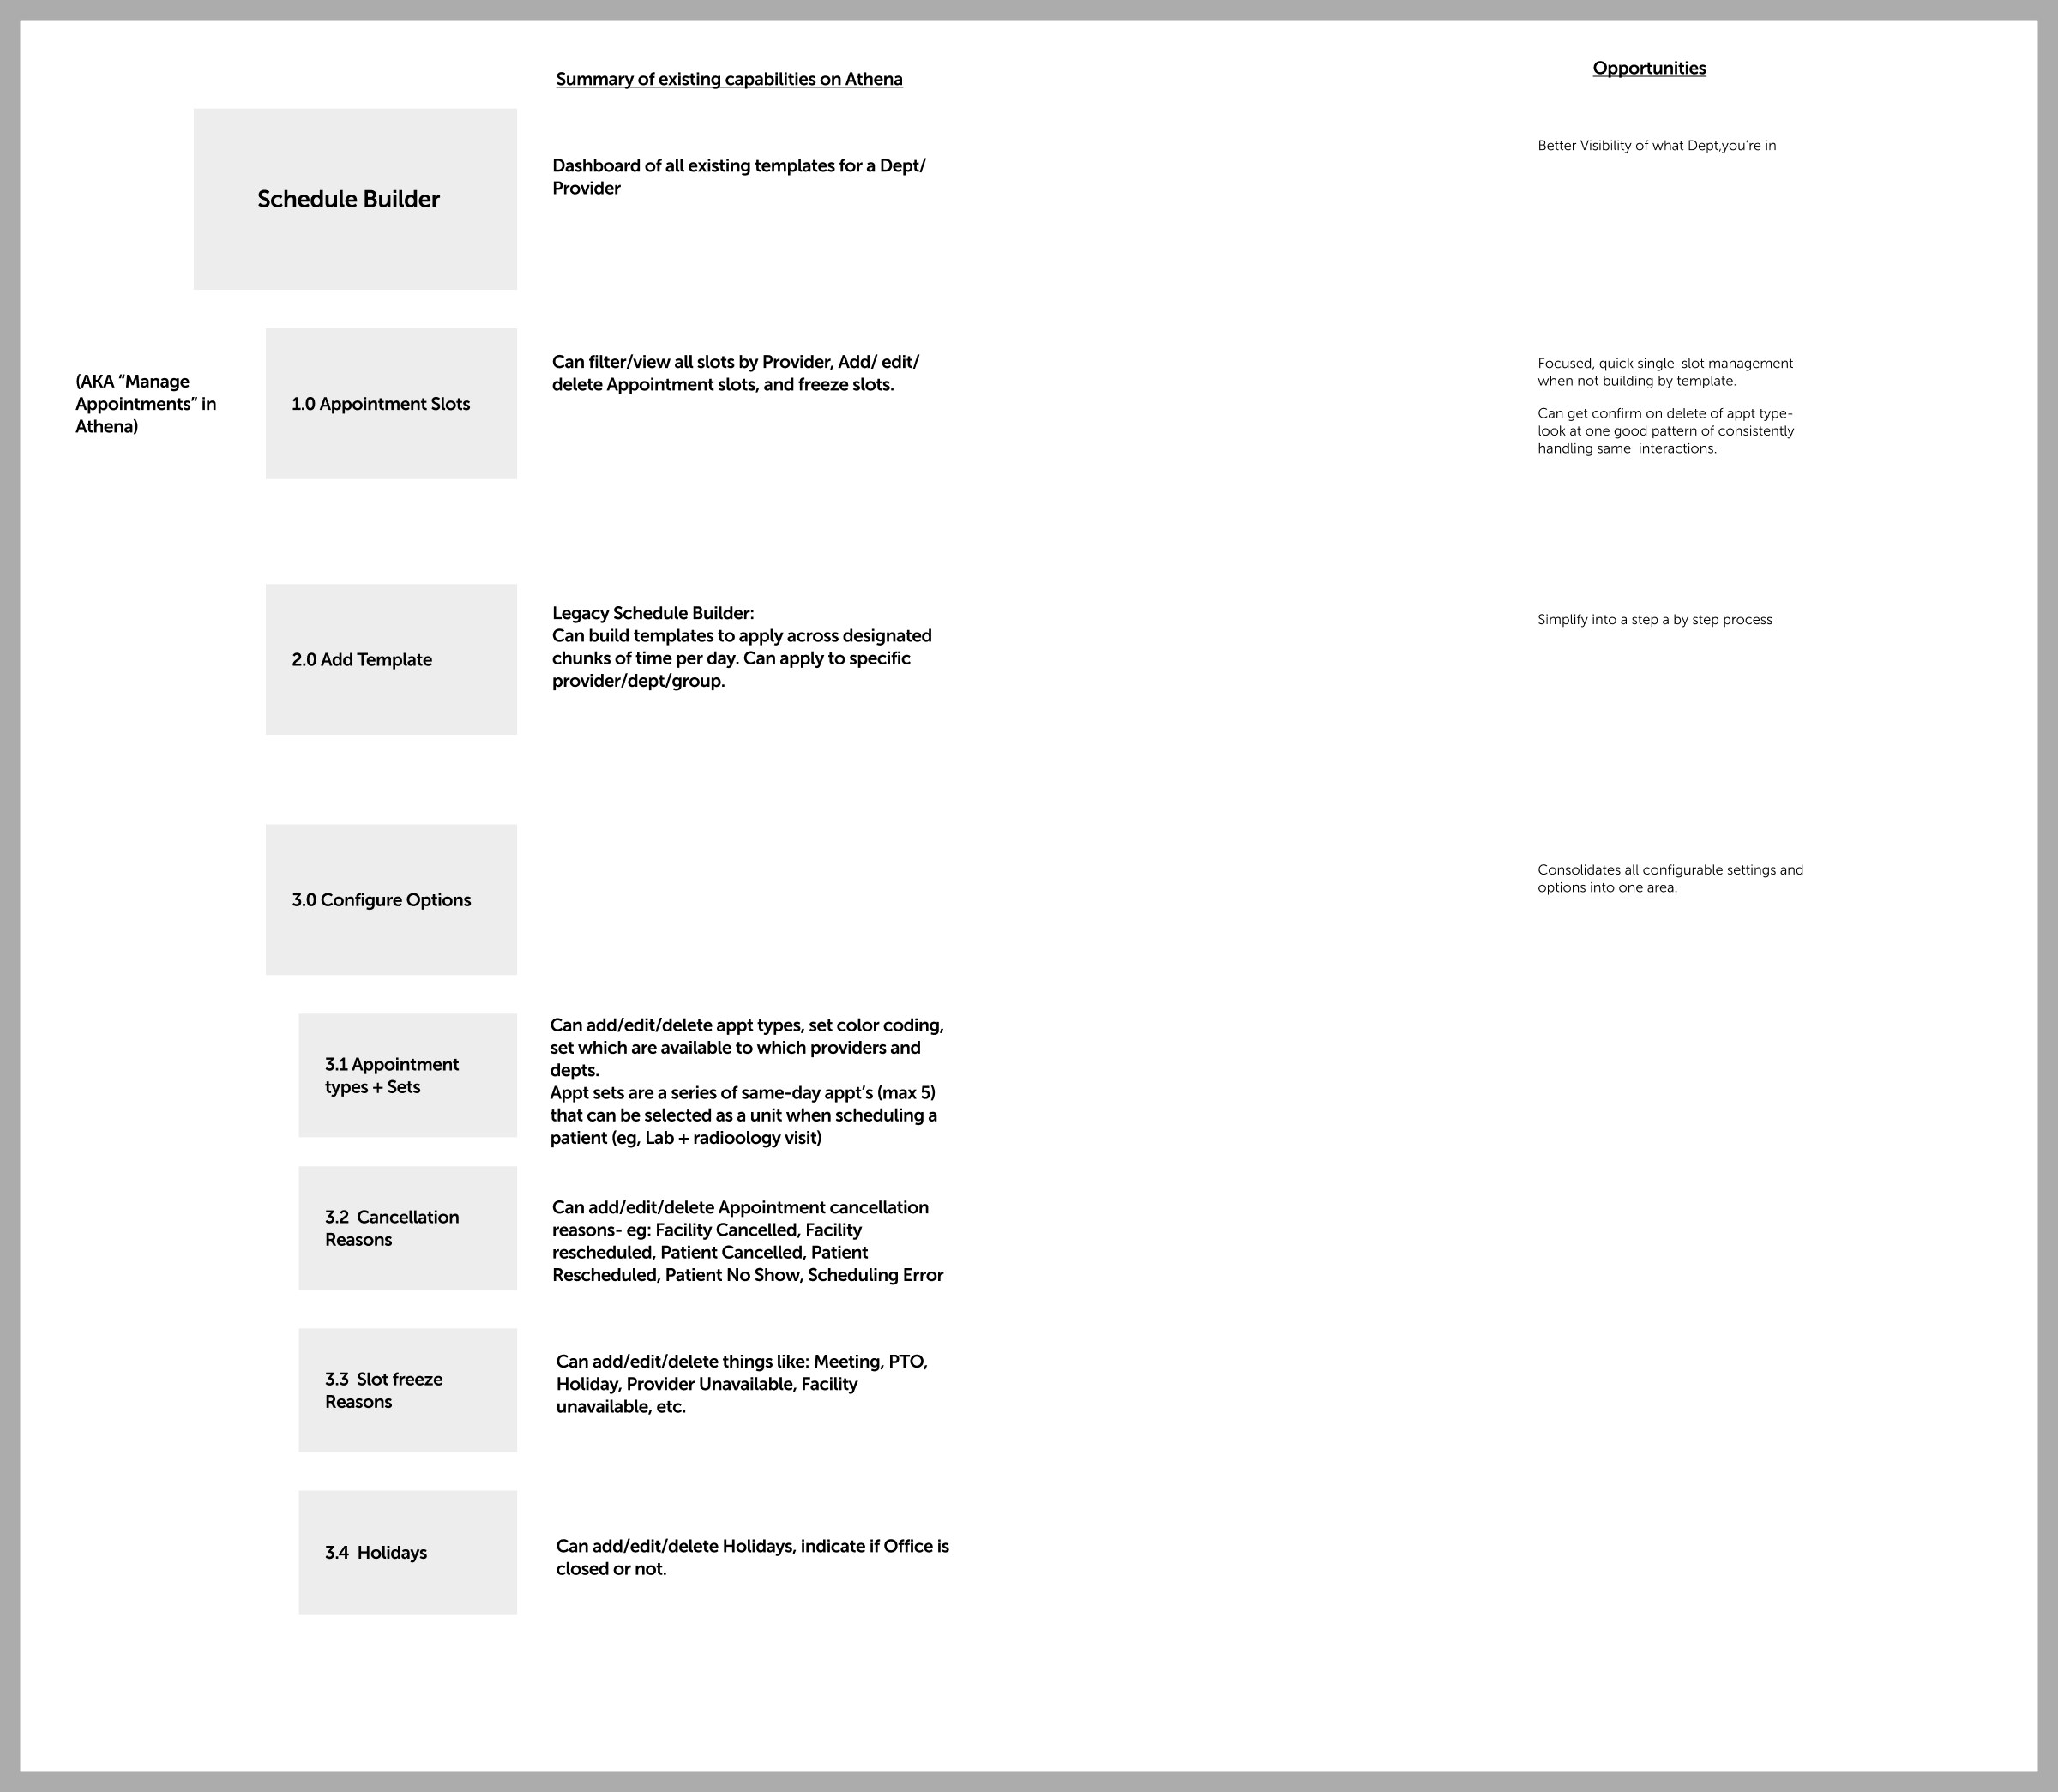 Summary of existing capabilities on Athena
Opportunities
Schedule Builder
Dashboard of all existing templates for a Dept/
Provider
Better Visibility of what Dept,you're in
(AKA “Manage
Appointments” in
Athena)
1.0 Appointment Slots
Can filter/view all slots by Provider, Add/ edit/
delete Appointment slots, and freeze slots.
Focused, quick single-slot management
when not building by template.
Can get confirm on delete of appt type-
look at one good pattern of consistently
handling same  interactions.
2.0 Add Template
Legacy Schedule Builder:
Can build templates to apply across designated
chunks of time per day. Can apply to specific
provider/dept/group.
Simplify into a step a by step process
3.0 Configure Options
Consolidates all configurable settings and
options into one area.
3.1 Appointment
types + Sets
Can add/edit/delete appt types, set color coding,
set which are available to which providers and
depts.
Appt sets are a series of same-day appt’s (max 5)
that can be selected as a unit when scheduling a
patient (eg, Lab + radioology visit)
3.2  Cancellation
Reasons
Can add/edit/delete Appointment cancellation
reasons- eg: Facility Cancelled, Facility
rescheduled, Patient Cancelled, Patient
Rescheduled, Patient No Show, Scheduling Error
3.3  Slot freeze
Reasons
Can add/edit/delete things like: Meeting, PTO,
Holiday, Provider Unavailable, Facility
unavailable, etc.
3.4  Holidays
Can add/edit/delete Holidays, indicate if Office is
closed or not.